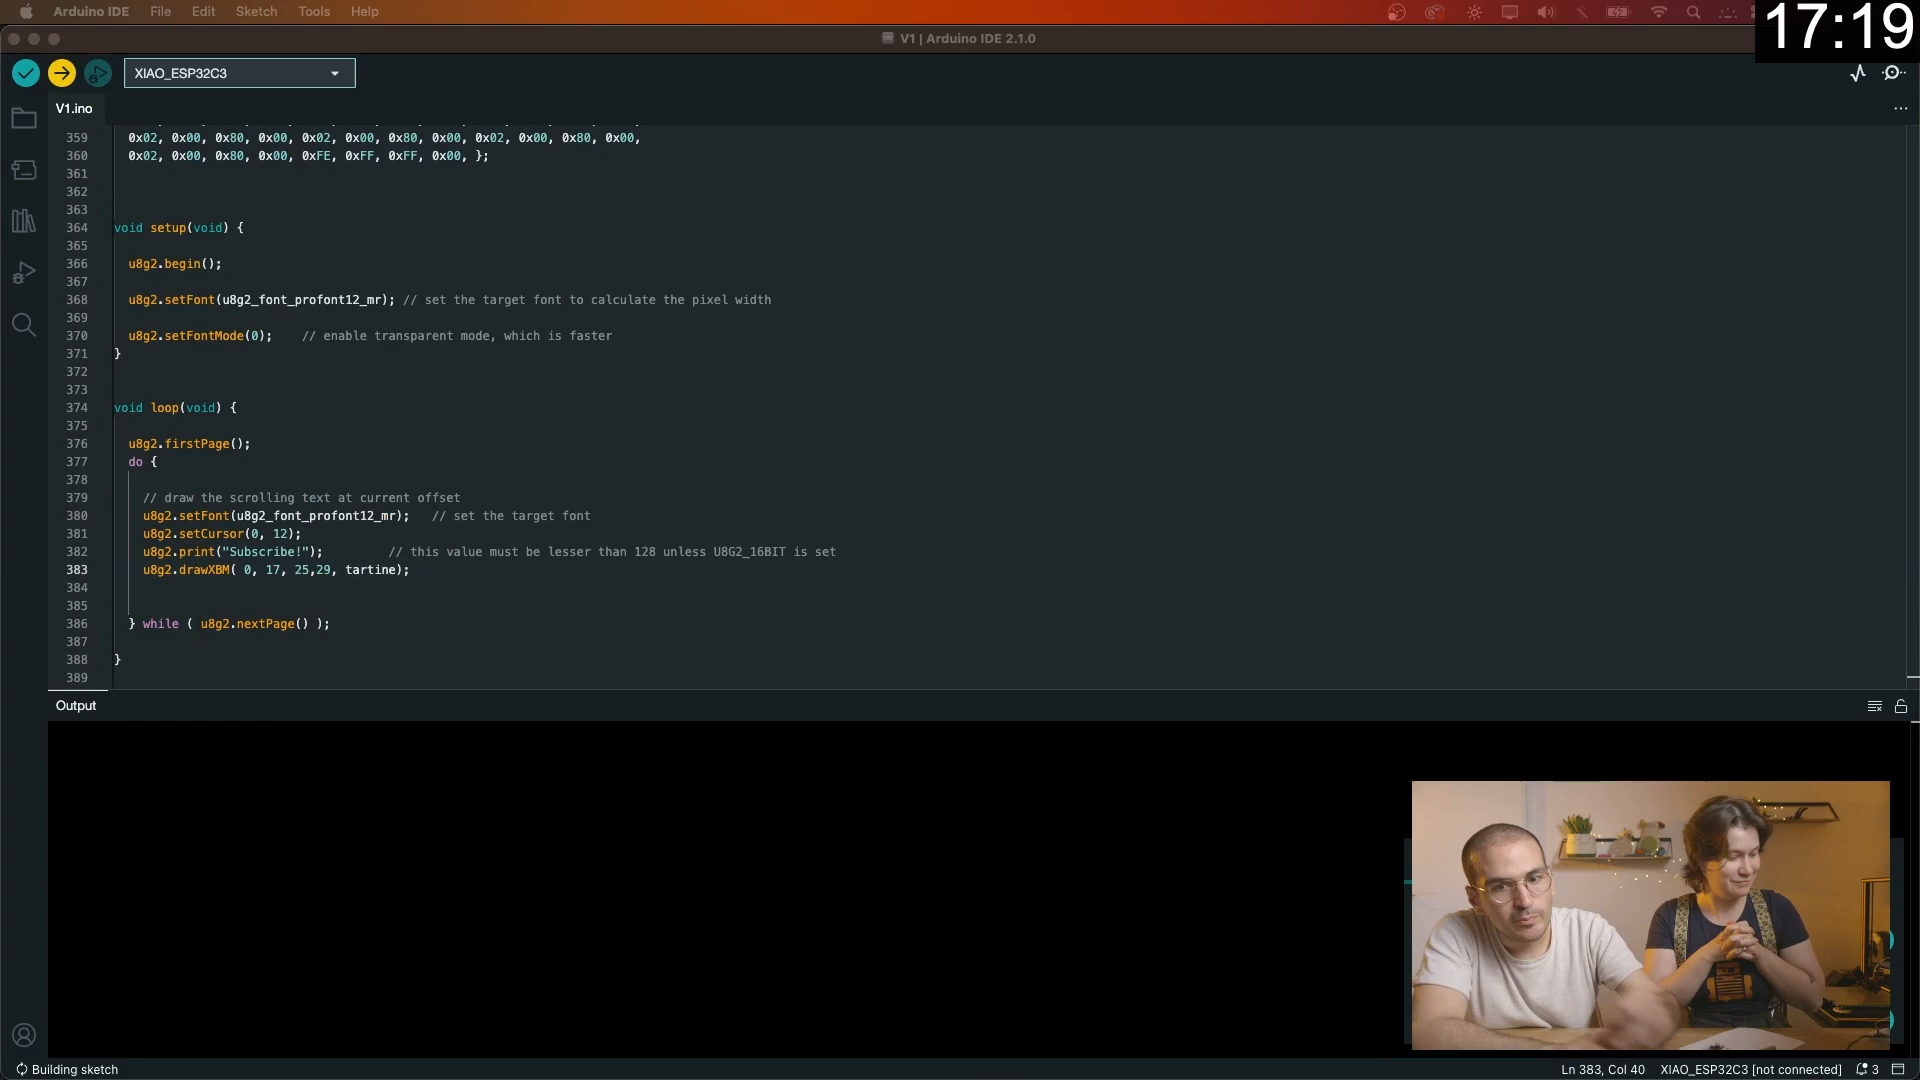 Arduino IDE File Edit Sketch Tools Help
17:19
V1 | Arduino IDE 2.1.0
XIAO_ESP32C3
V1.ino
359 0x02, 0x00, 0x80, 0x00, 0x02, 0x00, 0x80, 0x00, 0x02, 0x00, 0x80, 0x00,
360 0x02, 0x00, 0x80, 0x00, 0xFE, 0xFF, 0xFF, 0x00, };
361
362
363
364 void setup(void) {
365
366 u8g2.begin();
367
368 u8g2.setFont(u8g2_font_profont12_mr); // set the target font to calculate the pixel width
369
370 u8g2.setFontMode(0); // enable transparent mode, which is faster
371 }
372
373
374 void loop(void) {
375
376 u8g2.firstPage();
377 do {
378
379 // draw the scrolling text at current offset
380 u8g2.setFont(u8g2_font_profont12_mr); // set the target font
381 u8g2.setCursor(0, 12);
382 u8g2.print("Subscribe!"); // this value must be lesser than 128 unless U8G2_16BIT is set
383 u8g2.drawXBM( 0, 17, 25,29, tartine);
384
385
386 } while ( u8g2.nextPage() );
387
388 }
389
Output
Building sketch
Ln 383, Col 40 XIAO_ESP32C3 [not connected] 3